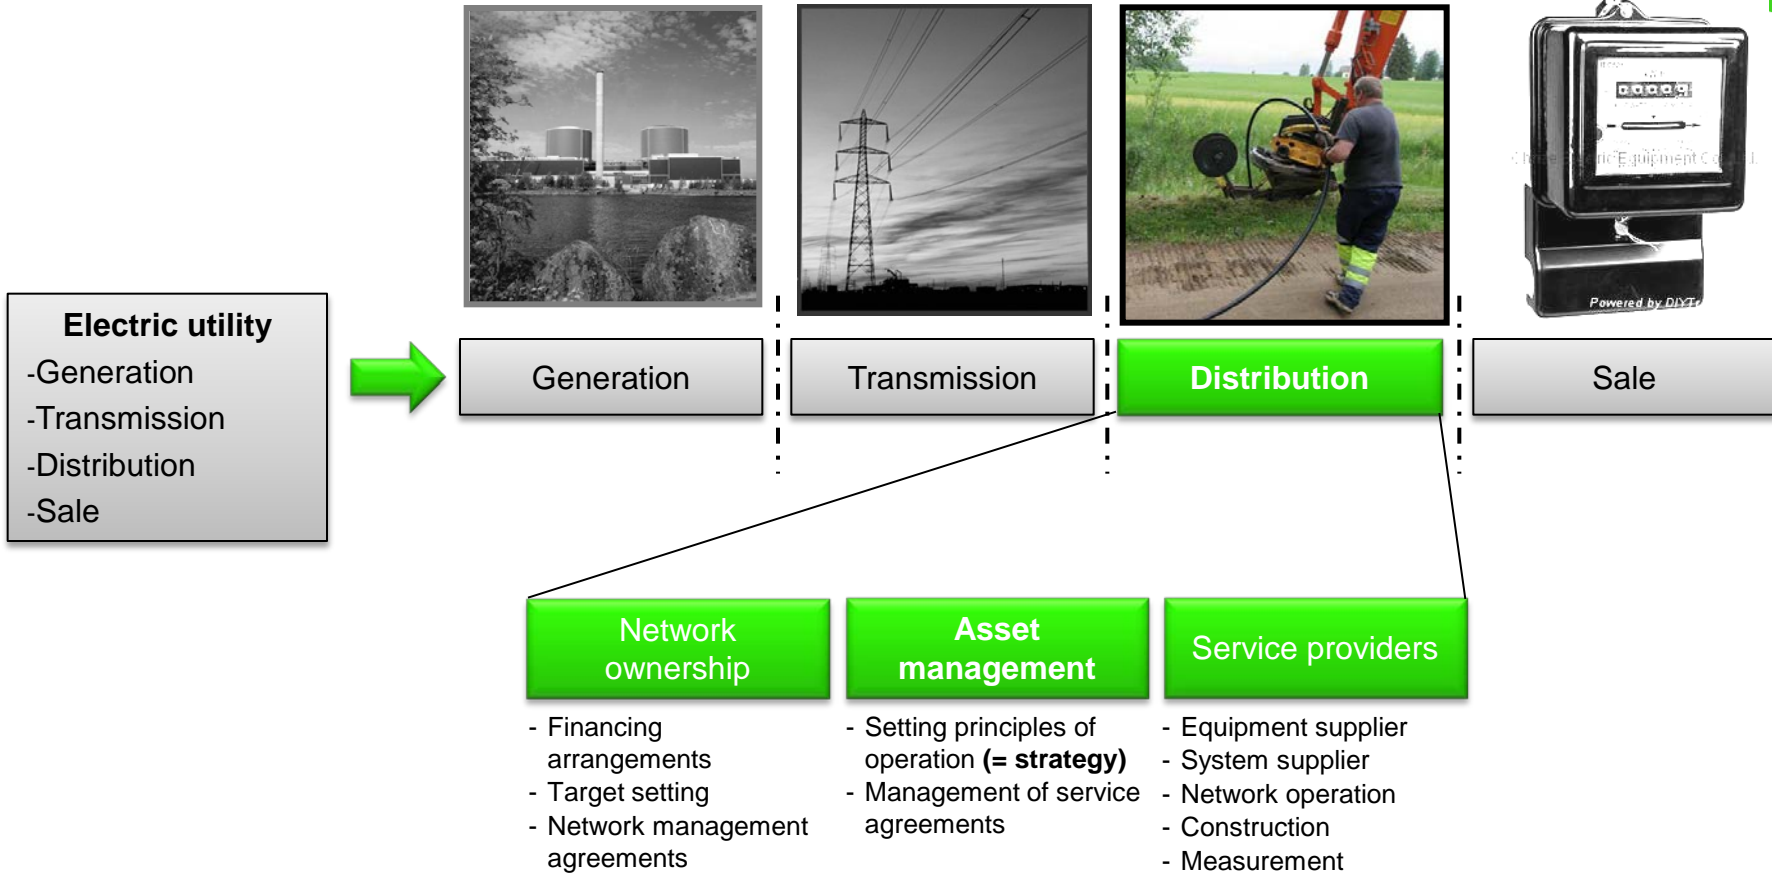 00009
Powered by DIYTr
Electric utility
-Generation
-Transmission
-Distribution
-Sale
Generation
Transmission
Distribution
Sale
Network
ownership
Asset
management
Service providers
- Financing
arrangements
- Target setting
- Network management
agreements
- Setting principles of
operation (= strategy)
- Management of service
agreements
- Equipment supplier
- System supplier
- Network operation
- Construction
- Measurement